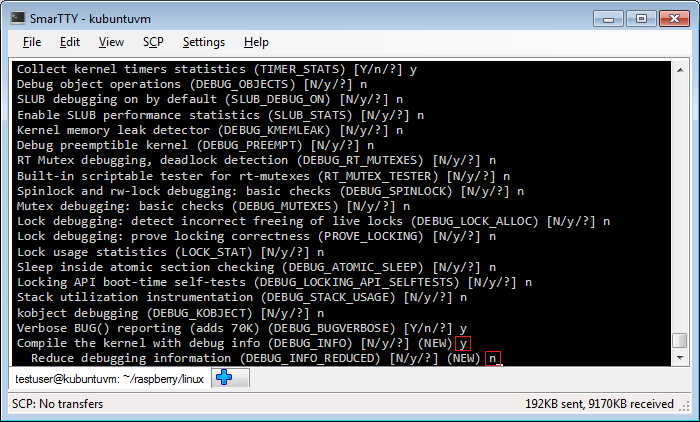 SmarTTY - kubuntuvm
File Edit View SCP Settings Help
Collect kernel timers statistics (TIMER_STATS) [Y/n/?] y
Debug object operations (DEBUG_OBJECTS) [N/y/?] n
SLUB debugging on by default (SLUB_DEBUG_ON) [N/y/?] n
Enable SLUB performance statistics (SLUB_STATS) [N/y/?] n
Kernel memory leak detector (DEBUG_KMEMLEAK) [N/y/?] n
Debug preemptible kernel (DEBUG_PREEMPT) [N/y/?] n
RT Mutex debugging, deadlock detection (DEBUG_RT_MUTEXES) [N/y/?] n
Built-in scriptable tester for rt-mutexes (RT_MUTEX_TESTER) [N/y/?] n
Spinlock and rw-lock debugging: basic checks (DEBUG_SPINLOCK) [N/y/?] n
Mutex debugging: basic checks (DEBUG_MUTEXES) [N/y/?] n
Lock debugging: detect incorrect freeing of live locks (DEBUG_LOCK_ALLOC) [N/y/?] n
Lock debugging: prove locking correctness (PROVE_LOCKING) [N/y/?] n
Lock usage statistics (LOCK_STAT) [N/y/?] n
Sleep inside atomic section checking (DEBUG_ATOMIC_SLEEP) [N/y/?] n
Locking API boot-time self-tests (DEBUG_LOCKING_API_SELFTESTS) [N/y/?] n
Stack utilization instrumentation (DEBUG_STACK_USAGE) [N/y/?] n
kobject debugging (DEBUG_KOBJECT) [N/y/?] n
Verbose BUG() reporting (adds 70K) (DEBUG_BUGVERBOSE) [Y/n/?] y
Compile the kernel with debug info (DEBUG_INFO) [N/y/?] (NEW) y
Reduce debugging information (DEBUG_INFO_REDUCED) [N/y/?] (NEW) n
testuser@kubuntuvm: ~/raspberry/linux
SCP: No transfers 192KB sent, 9170KB received